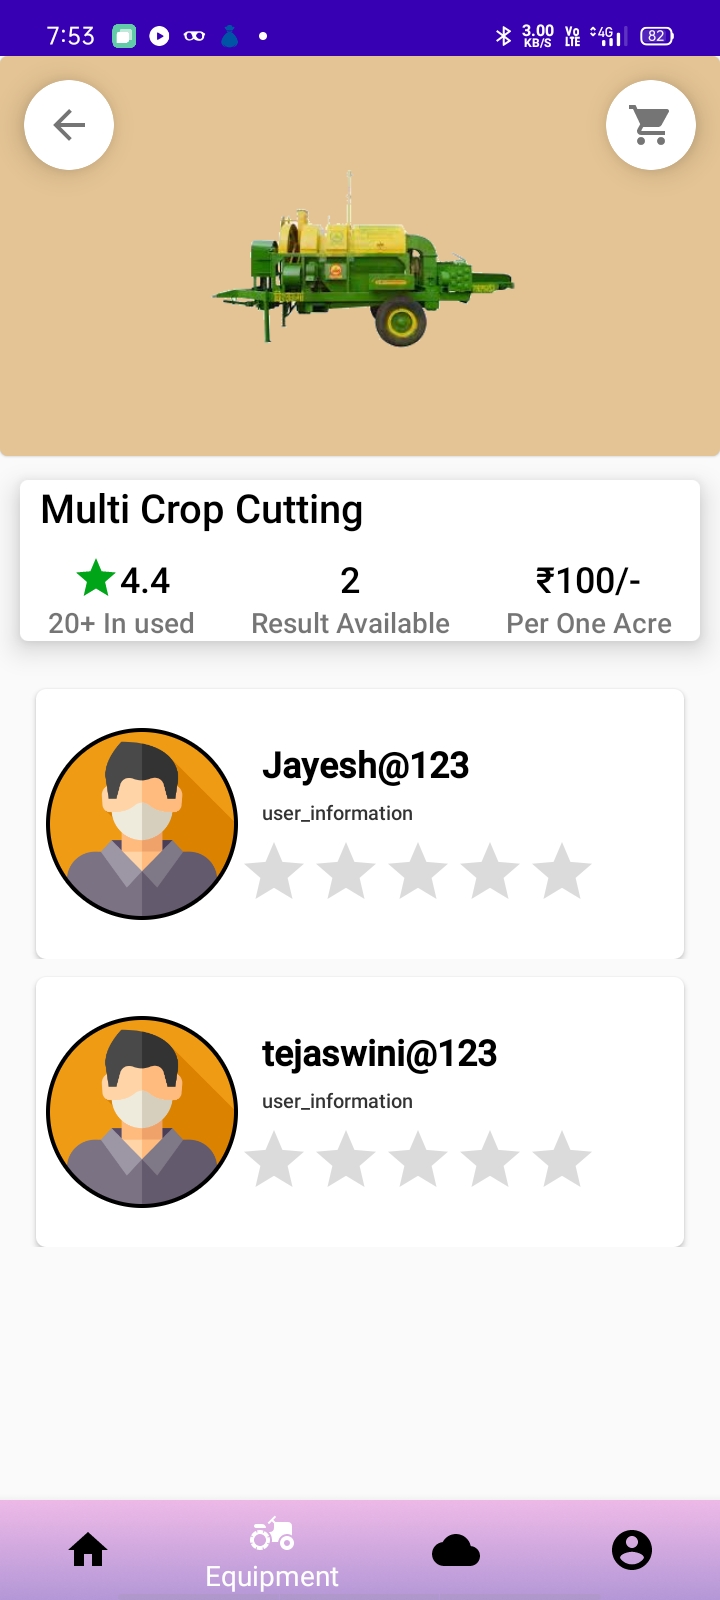 7:53 3.00 KB/S Vo LTE 4G 82
Multi Crop Cutting
4.4 2 ₹100/-
20+ In used Result Available Per One Acre
Jayesh@123
user_information
tejaswini@123
user_information
Equipment